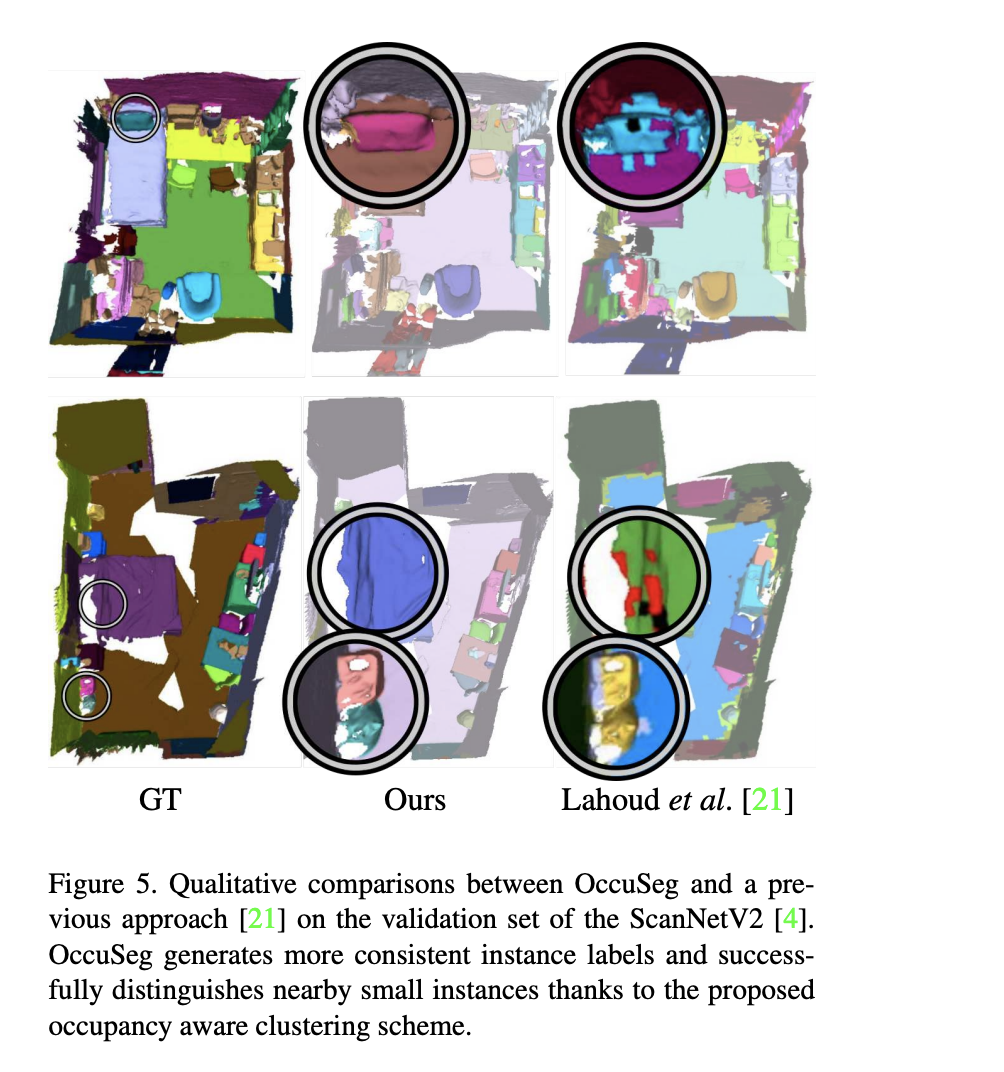 GT
Ours
Lahoud et al. [21]
Figure 5. Qualitative comparisons between OccuSeg and a pre-
vious approach [21] on the validation set of the ScanNetV2 [4].
OccuSeg generates more consistent instance labels and success-
fully distinguishes nearby small instances thanks to the proposed
occupancy aware clustering scheme.